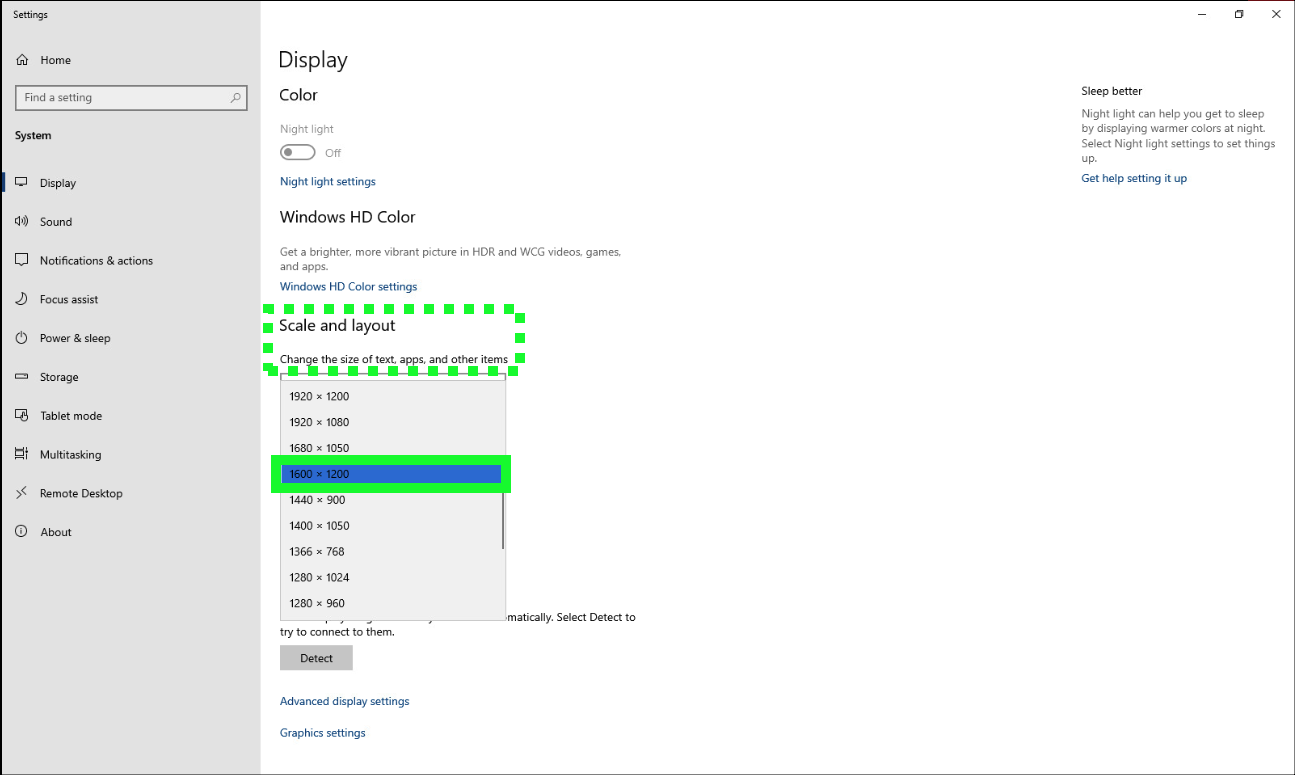 Settings
Home
Find a setting
System
Display
Sound
Notifications & actions
Focus assist
Power & sleep
Storage
Tablet mode
Multitasking
Remote Desktop
About
Display
Color
Night light
Off
Night light settings
Windows HD Color
Get a brighter, more vibrant picture in HDR and WCG videos, games,
and apps.
Windows HD Color settings
Scale and layout
Change the size of text, apps, and other items
1920 × 1200
1920 × 1080
1680 × 1050
1600 × 1200
1440 × 900
1400 × 1050
1366 × 768
1280 × 1024
1280 × 960
matically. Select Detect to
try to connect to them.
Detect
Advanced display settings
Graphics settings
Sleep better
Night light can help you get to sleep
by displaying warmer colors at night.
Select Night light settings to set things
up.
Get help setting it up